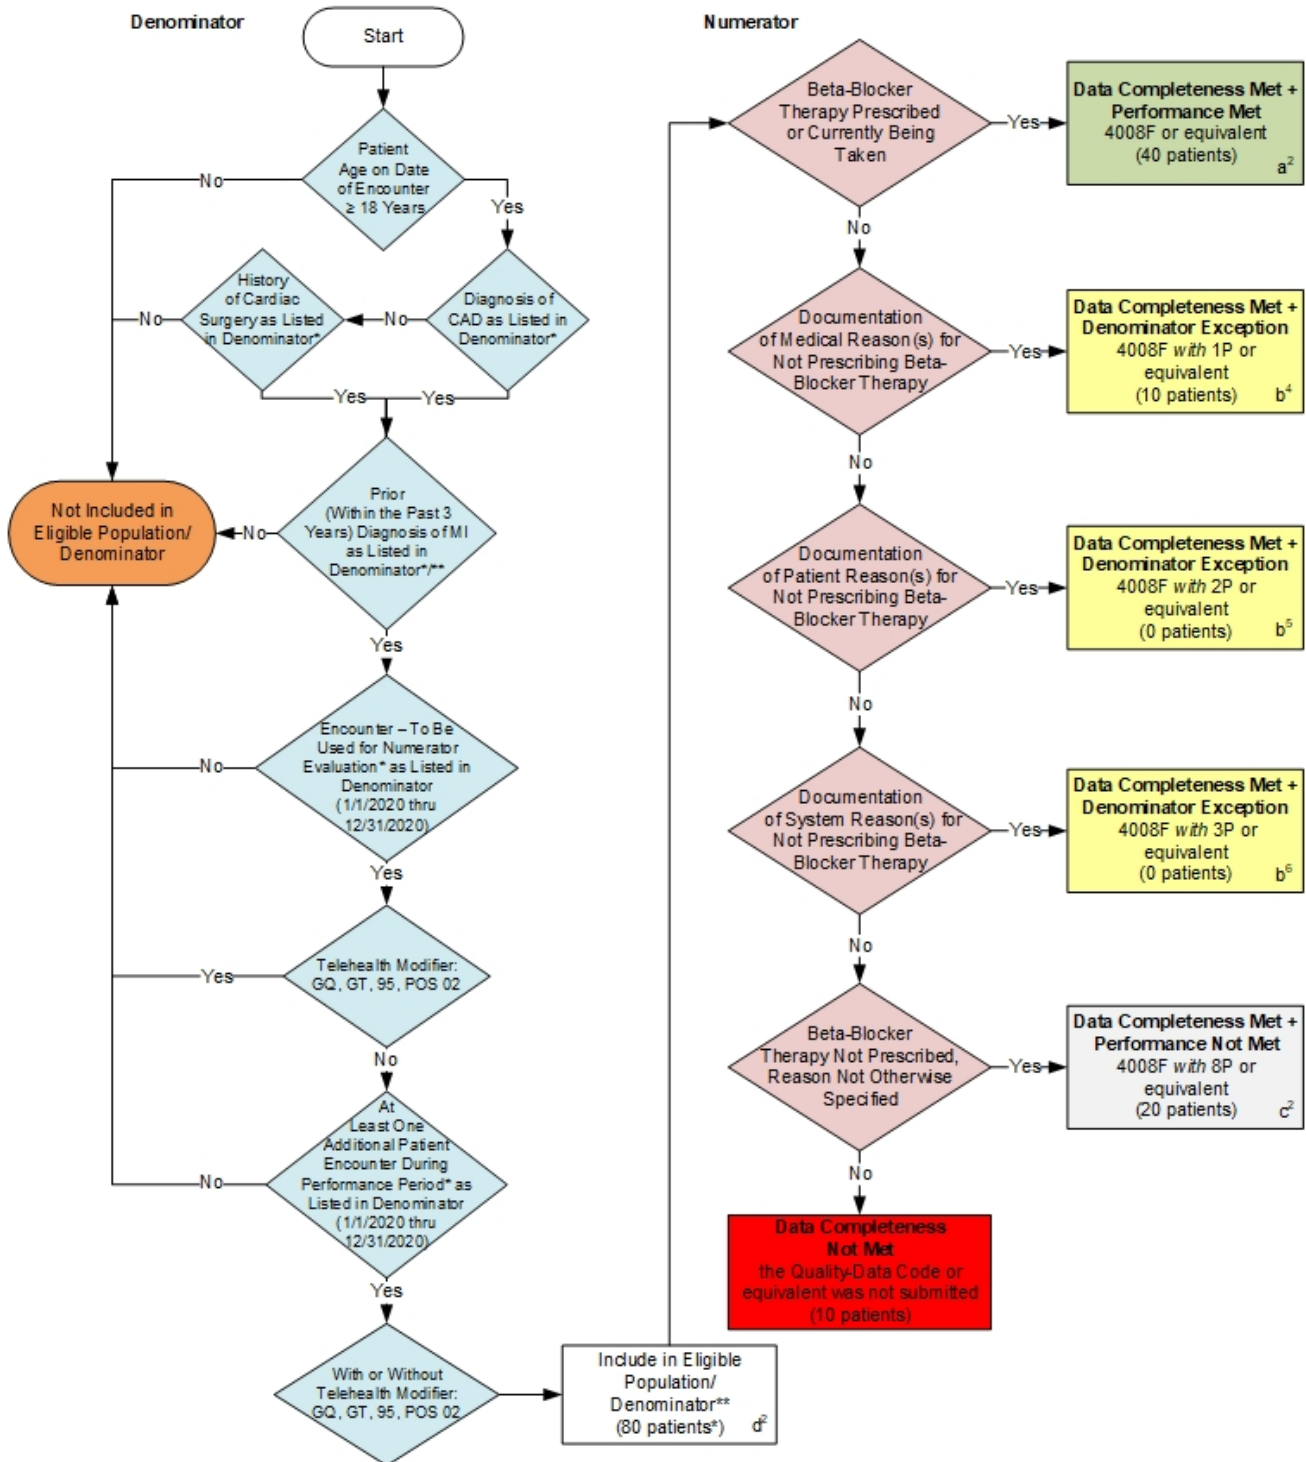 Denominator
Start
Patient
Age on Date
of Encounter
≥ 18 Years
No
Yes
History
of Cardiac
Surgery as Listed
in Denominator*
No
No
Diagnosis of
CAD as Listed in
Denominator*
Yes
Yes
Not Included in
Eligible Population/
Denominator
No
Prior
(Within the Past 3
Years) Diagnosis of MI
as Listed in
Denominator*/**
Yes
Encounter – To Be
Used for Numerator
Evaluation* as Listed in
Denominator
(1/1/2020 thru
12/31/2020)
No
Yes
Telehealth Modifier:
GQ, GT, 95, POS 02
Yes
No
At
Least One
Additional Patient
Encounter During
Performance Period* as
Listed in Denominator
(1/1/2020 thru
12/31/2020)
No
Yes
With or Without
Telehealth Modifier:
GQ, GT, 95, POS 02
Include in Eligible
Population/
Denominator**
(80 patients*) d²
Numerator
Beta-Blocker
Therapy Prescribed
or Currently Being
Taken
Yes
Data Completeness Met +
Performance Met
4008F or equivalent
(40 patients) a²
No
Documentation
of Medical Reason(s) for
Not Prescribing Beta-
Blocker Therapy
Yes
Data Completeness Met +
Denominator Exception
4008F with 1P or
equivalent
(10 patients) b⁴
No
Documentation
of Patient Reason(s) for
Not Prescribing Beta-
Blocker Therapy
Yes
Data Completeness Met +
Denominator Exception
4008F with 2P or
equivalent
(0 patients) b⁵
No
Documentation
of System Reason(s) for
Not Prescribing Beta-
Blocker Therapy
Yes
Data Completeness Met +
Denominator Exception
4008F with 3P or
equivalent
(0 patients) b⁶
No
Beta-Blocker
Therapy Not Prescribed,
Reason Not Otherwise
Specified
Yes
Data Completeness Met +
Performance Not Met
4008F with 8P or
equivalent
(20 patients) c²
No
Data Completeness
Not Met
the Quality-Data Code or
equivalent was not submitted
(10 patients)